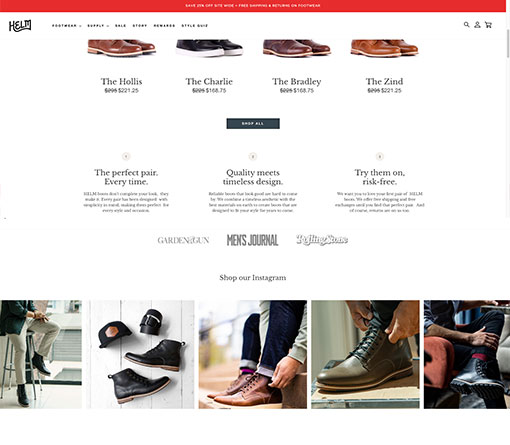 SAVE 25% OFF SITE WIDE + FREE SHIPPING & RETURNS ON FOOTWEAR
HELM
FOOTWEAR SUPPLY SALE STORY REWARDS STYLE QUIZ
The Hollis The Charlie The Bradley The Zind
$295 $221.25 $225 $168.75 $225 $168.75 $295 $221.25
SHOP ALL
1 2 3
The perfect pair. Every time.
HELM boots don't complete your look, they
make it. Every pair has been designed with
simplicity in mind, making them perfect for
every style and occasion.
Quality meets
timeless design.
Reliable boots that look good are hard to come
by. We combine a timeless aesthetic with the
best materials on earth to create boots that are
designed to fit your style for years to come.
Try them on,
risk-free.
We want you to love your first pair of HELM
boots. We offer free shipping and free
exchanges until you find that perfect pair. And
of course, returns are on us too.
GARDEN&GUN MEN'S JOURNAL Rolling Stone
Shop our Instagram